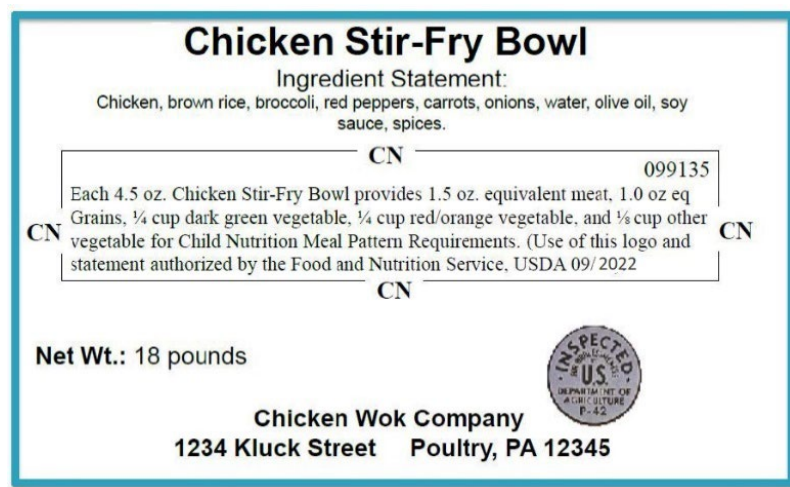 Chicken Stir-Fry Bowl
Ingredient Statement:
Chicken, brown rice, broccoli, red peppers, carrots, onions, water, olive oil, soy
sauce, spices.
CN
099135
Each 4.5 oz. Chicken Stir-Fry Bowl provides 1.5 oz. equivalent meat, 1.0 oz eq
Grains, ¼ cup dark green vegetable, ¼ cup red/orange vegetable, and ⅛ cup other
CN CN
vegetable for Child Nutrition Meal Pattern Requirements. (Use of this logo and
statement authorized by the Food and Nutrition Service, USDA 09/2022
CN
Net Wt.: 18 pounds
INSPECTED
U.S.
DEPARTMENT OF
AGRICULTURE
P-42
Chicken Wok Company
1234 Kluck Street Poultry, PA 12345